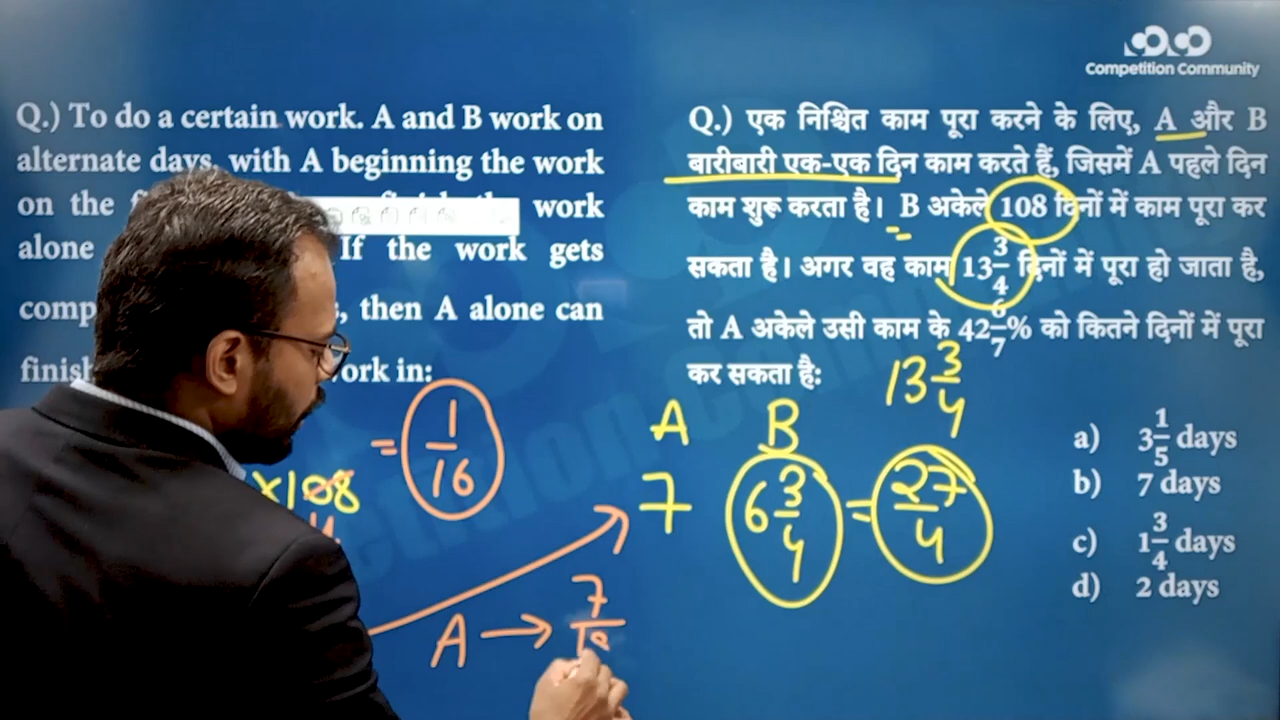 Competition Community
Q.) To do a certain work. A and B work on
alternate days, with A beginning the work
on the work
alone If the work gets
comp , then A alone can
finish ork in:
Q.) एक निश्चित काम पूरा करने के लिए, A और B
बारीबारी एक-एक दिन काम करते हैं, जिसमें A पहले दिन
काम शुरू करता है। B अकेले 108 दिनों में काम पूरा कर
सकता है। अगर वह काम 13 3/4 दिनों में पूरा हो जाता है,
तो A अकेले उसी काम के 42 6/7% को कितने दिनों में पूरा
कर सकता है:
13 3/4
A B
7 6 3/4 = 27/4
= 1/16
×108
4
A → 7/
a) 3 1/5 days
b) 7 days
c) 1 3/4 days
d) 2 days